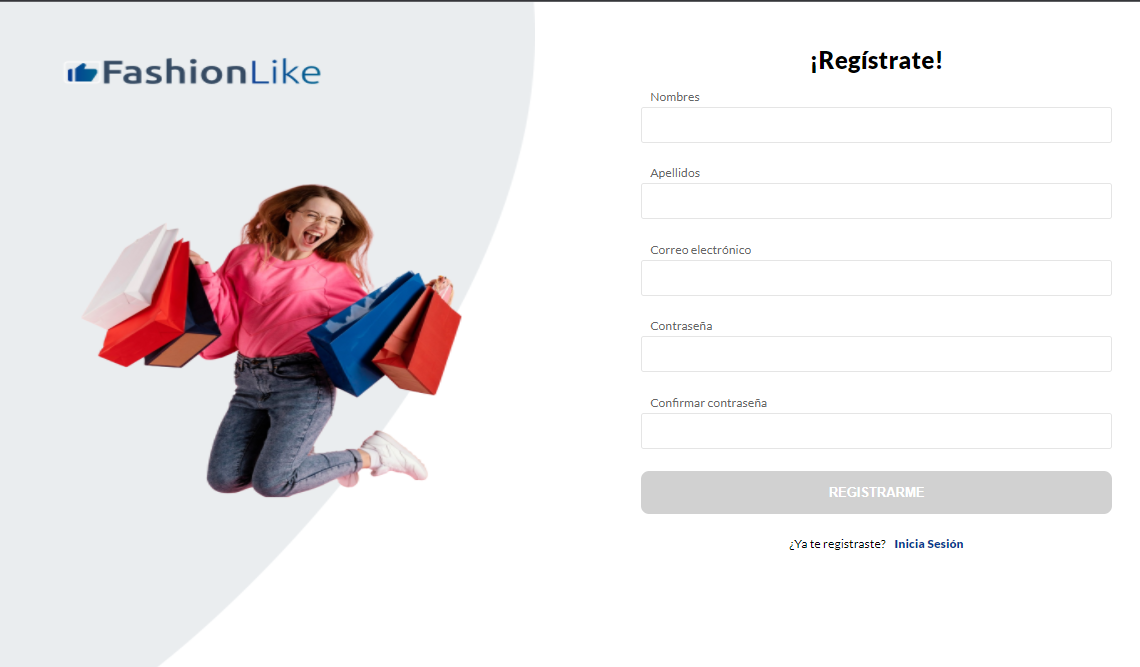 FashionLike
¡Regístrate!
Nombres
Apellidos
Correo electrónico
Contraseña
Confirmar contraseña
REGISTRARME
¿Ya te registraste? Inicia Sesión